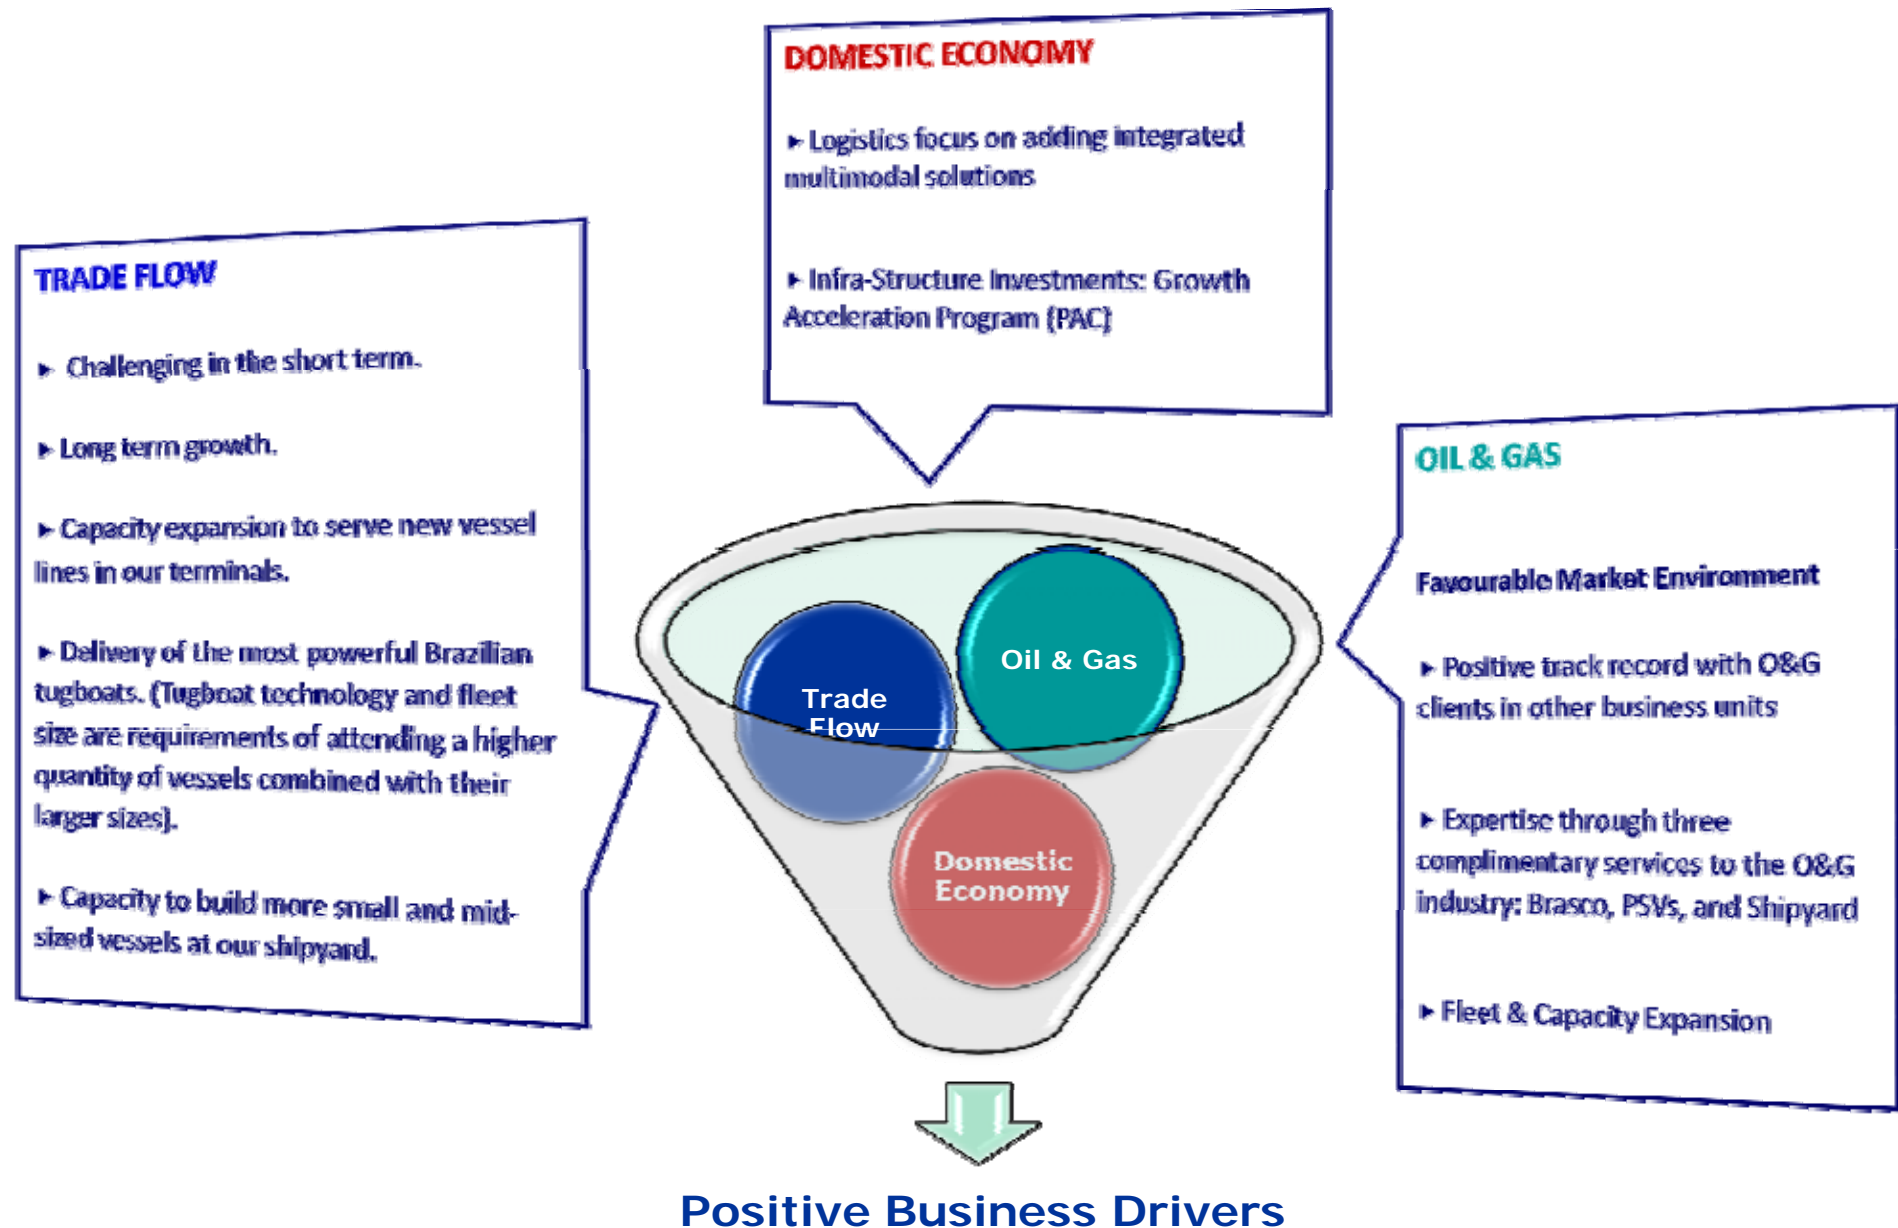 DOMESTIC ECONOMY
► Logistics focus on adding integrated
multimodal solutions
► Infra-Structure Investments: Growth
Acceleration Program (PAC)
TRADE FLOW
► Challenging in the short term.
► Long term growth.
► Capacity expansion to serve new vessel
lines in our terminals.
► Delivery of the most powerful Brazilian
tugboats. (Tugboat technology and fleet
size are requirements of attending a higher
quantity of vessels combined with their
larger sizes).
► Capacity to build more small and mid-
sized vessels at our shipyard.
OIL & GAS
Favourable Market Environment
► Positive track record with O&G
clients in other business units
► Expertise through three
complimentary services to the O&G
industry: Brasco, PSVs, and Shipyard
► Fleet & Capacity Expansion
Oil & Gas
Trade
Flow
Domestic
Economy
Positive Business Drivers